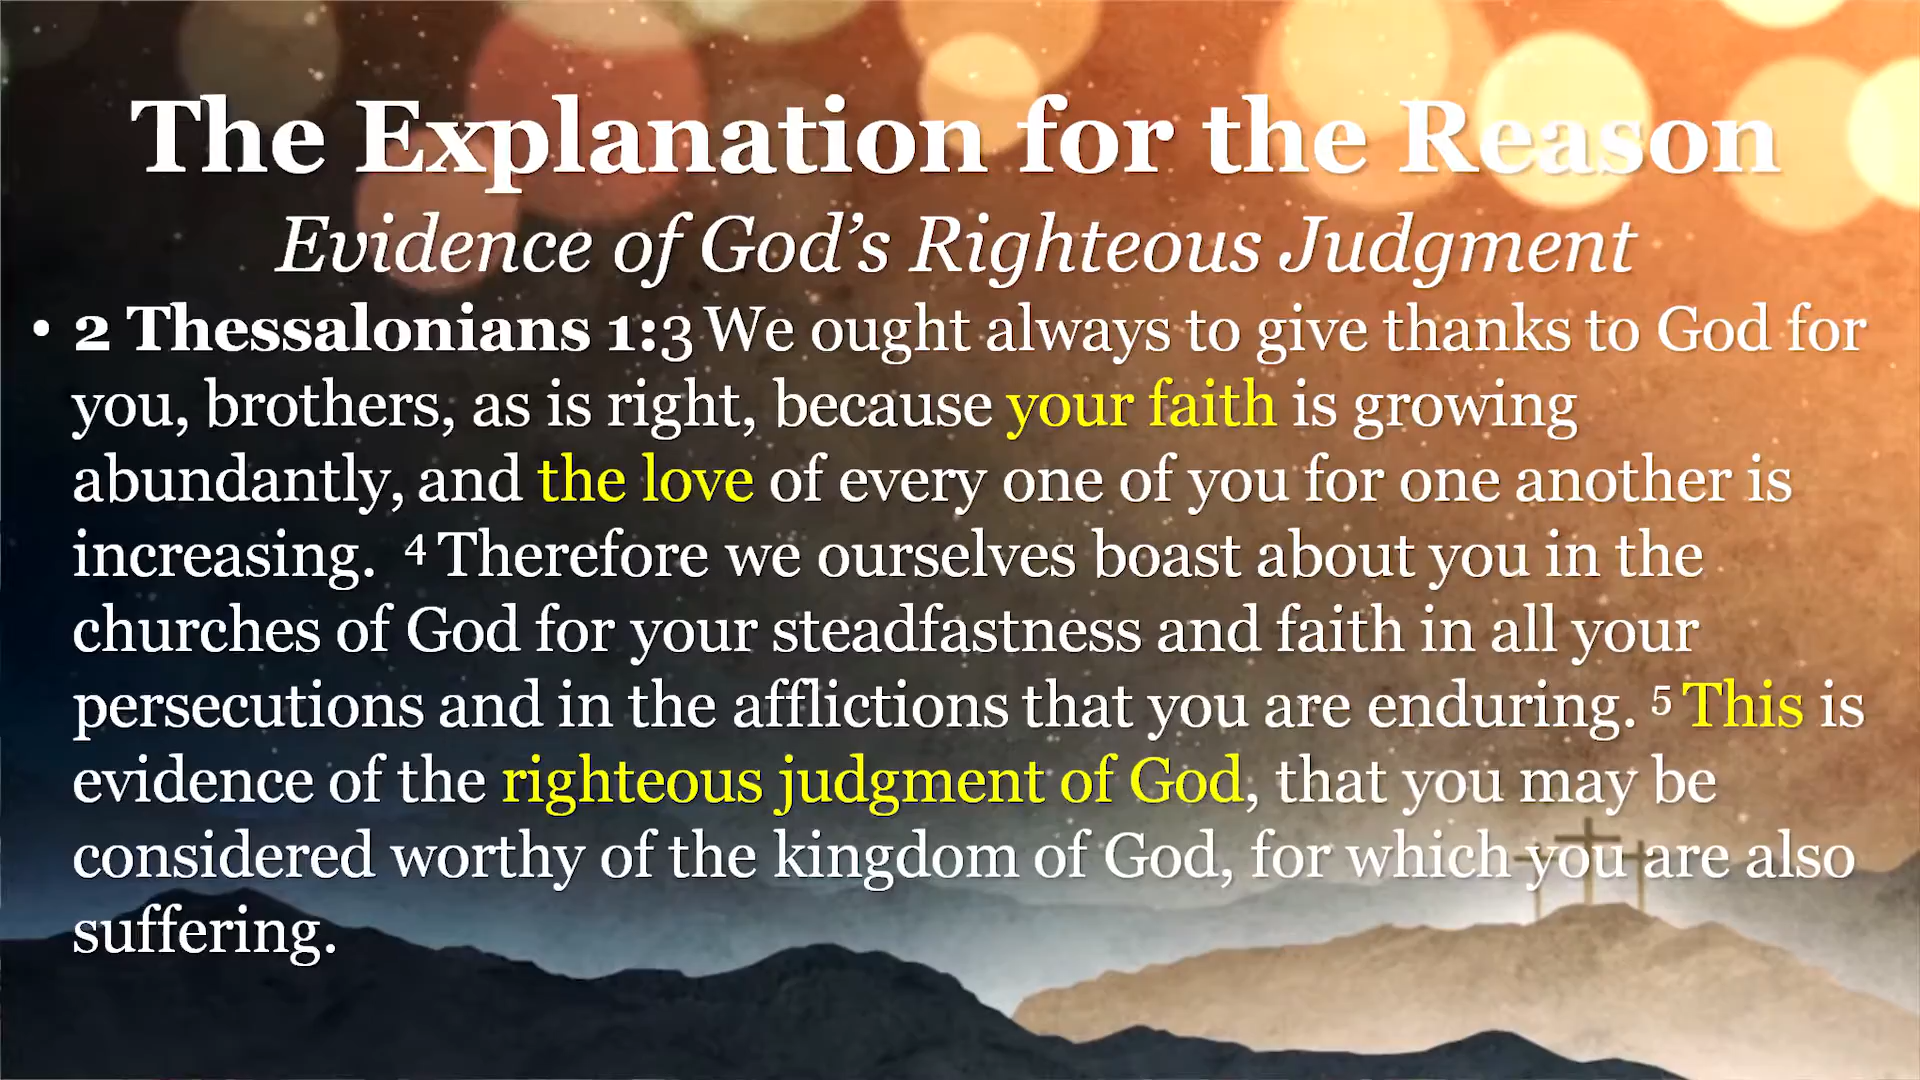 The Explanation for the Reason
Evidence of God’s Righteous Judgment
• 2 Thessalonians 1:3 We ought always to give thanks to God for
you, brothers, as is right, because your faith is growing
abundantly, and the love of every one of you for one another is
increasing. 4 Therefore we ourselves boast about you in the
churches of God for your steadfastness and faith in all your
persecutions and in the afflictions that you are enduring. 5 This is
evidence of the righteous judgment of God, that you may be
considered worthy of the kingdom of God, for which you are also
suffering.